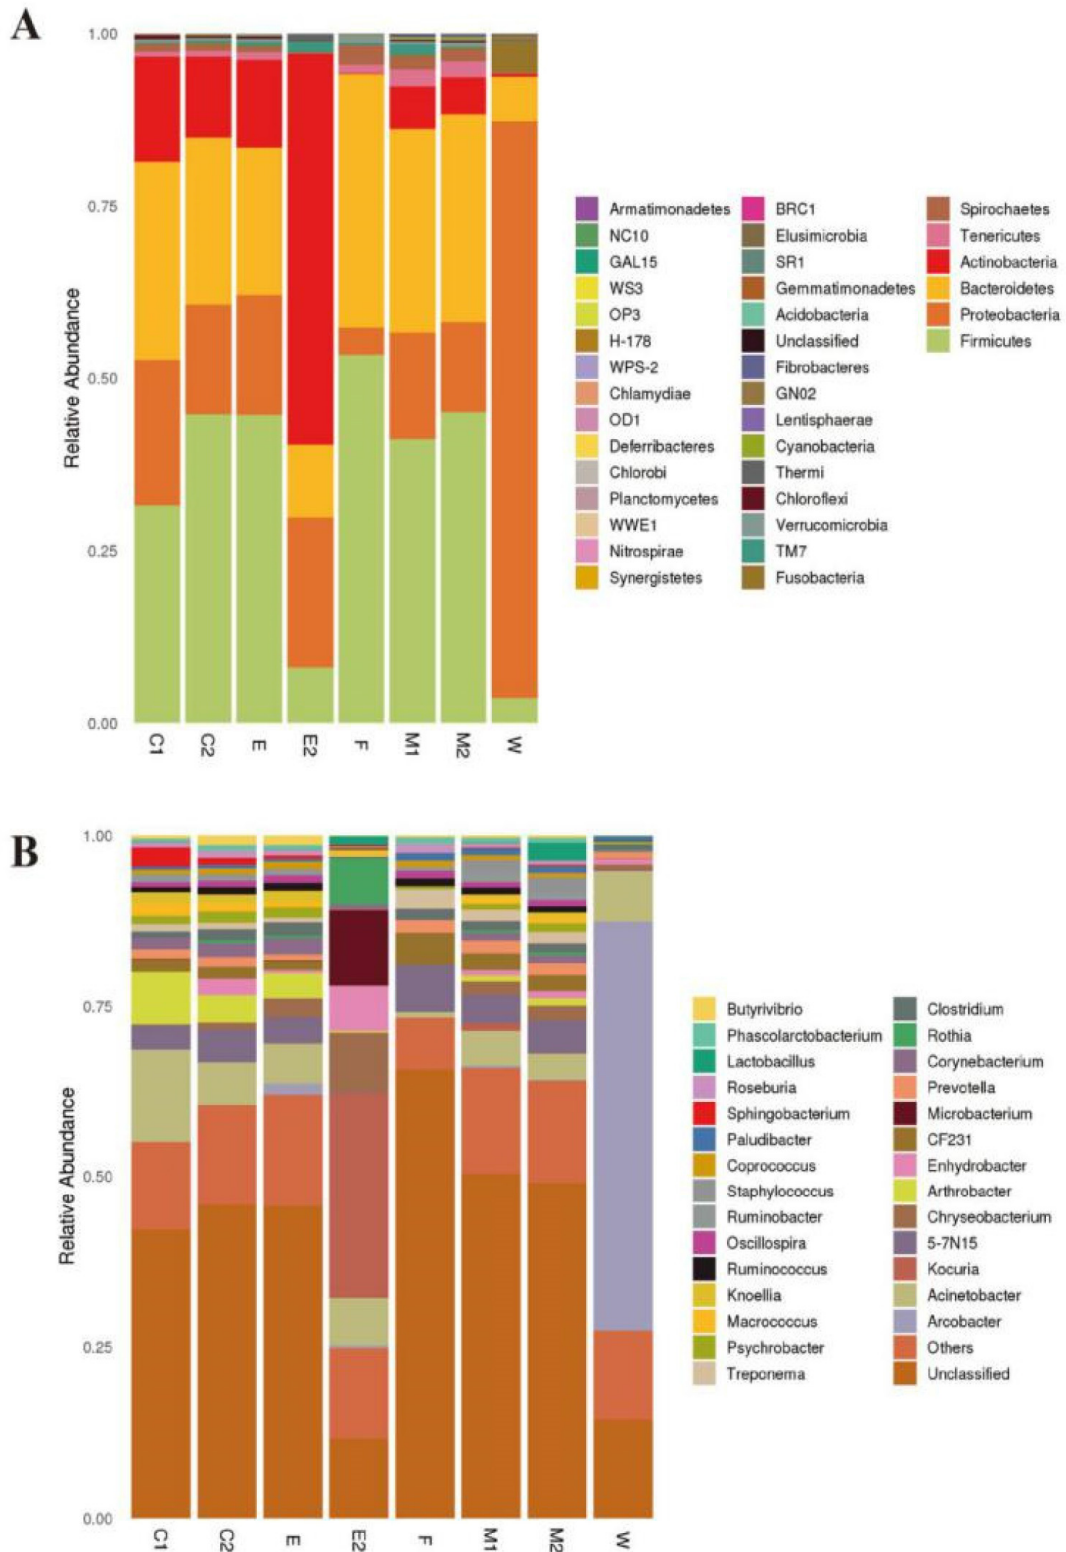 A
1.00
0.75
0.50
0.25
0.00
Relative Abundance
C1 C2 E E2 F M1 M2 W
Armatimonadetes BRC1 Spirochaetes
NC10 Elusimicrobia Tenericutes
GAL15 SR1 Actinobacteria
WS3 Gemmatimonadetes Bacteroidetes
OP3 Acidobacteria Proteobacteria
H-178 Unclassified Firmicutes
WPS-2 Fibrobacteres
Chlamydiae GN02
OD1 Lentisphaerae
Deferribacteres Cyanobacteria
Chlorobi Thermi
Planctomycetes Chloroflexi
WWE1 Verrucomicrobia
Nitrospirae TM7
Synergistetes Fusobacteria
B
1.00
0.75
0.50
0.25
0.00
Relative Abundance
C1 C2 E E2 F M1 M2 W
Butyrivibrio Clostridium
Phascolarctobacterium Rothia
Lactobacillus Corynebacterium
Roseburia Prevotella
Sphingobacterium Microbacterium
Paludibacter CF231
Coprococcus Enhydrobacter
Staphylococcus Arthrobacter
Ruminobacter Chryseobacterium
Oscillospira 5-7N15
Ruminococcus Kocuria
Knoellia Acinetobacter
Macrococcus Arcobacter
Psychrobacter Others
Treponema Unclassified